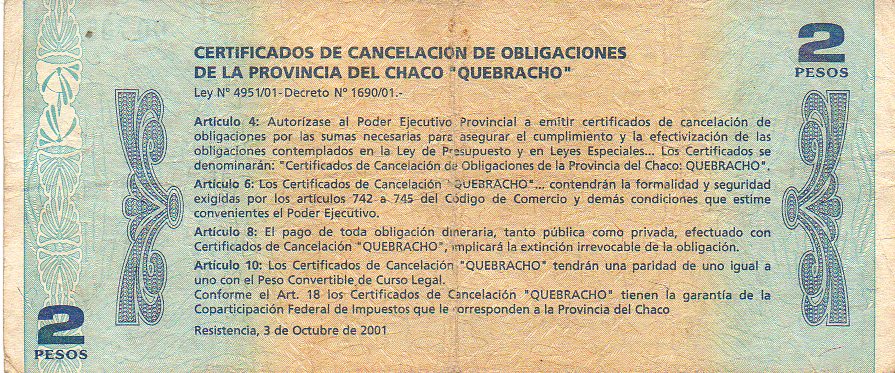 CERTIFICADOS DE CANCELACIÓN DE OBLIGACIONES
DE LA PROVINCIA DEL CHACO "QUEBRACHO"
Ley Nº 4951/01-Decreto Nº 1690/01.-
2
PESOS
Artículo 4: Autorízase al Poder Ejecutivo Provincial a emitir certificados de cancelación de
obligaciones por las sumas necesarias para asegurar el cumplimiento y la efectivización de las
obligaciones contemplados en la Ley de Presupuesto y en Leyes Especiales... Los Certificados se
denominarán: "Certificados de Cancelación de Obligaciones de la Provincia del Chaco: QUEBRACHO".
Artículo 6: Los Certificados de Cancelación "QUEBRACHO"... contendrán la formalidad y seguridad
exigidas por los artículos 742 a 745 del Código de Comercio y demás condiciones que estime
convenientes el Poder Ejecutivo.
Artículo 8: El pago de toda obligación dineraria, tanto pública como privada, efectuado con
Certificados de Cancelación "QUEBRACHO", implicará la extinción irrevocable de la obligación.
Artículo 10: Los Certificados de Cancelación "QUEBRACHO" tendrán una paridad de uno igual a
uno con el Peso Convertible de Curso Legal.
Conforme el Art. 18 los Certificados de Cancelación "QUEBRACHO" tienen la garantía de la
Coparticipación Federal de Impuestos que le corresponden a la Provincia del Chaco
Resistencia, 3 de Octubre de 2001
2
PESOS